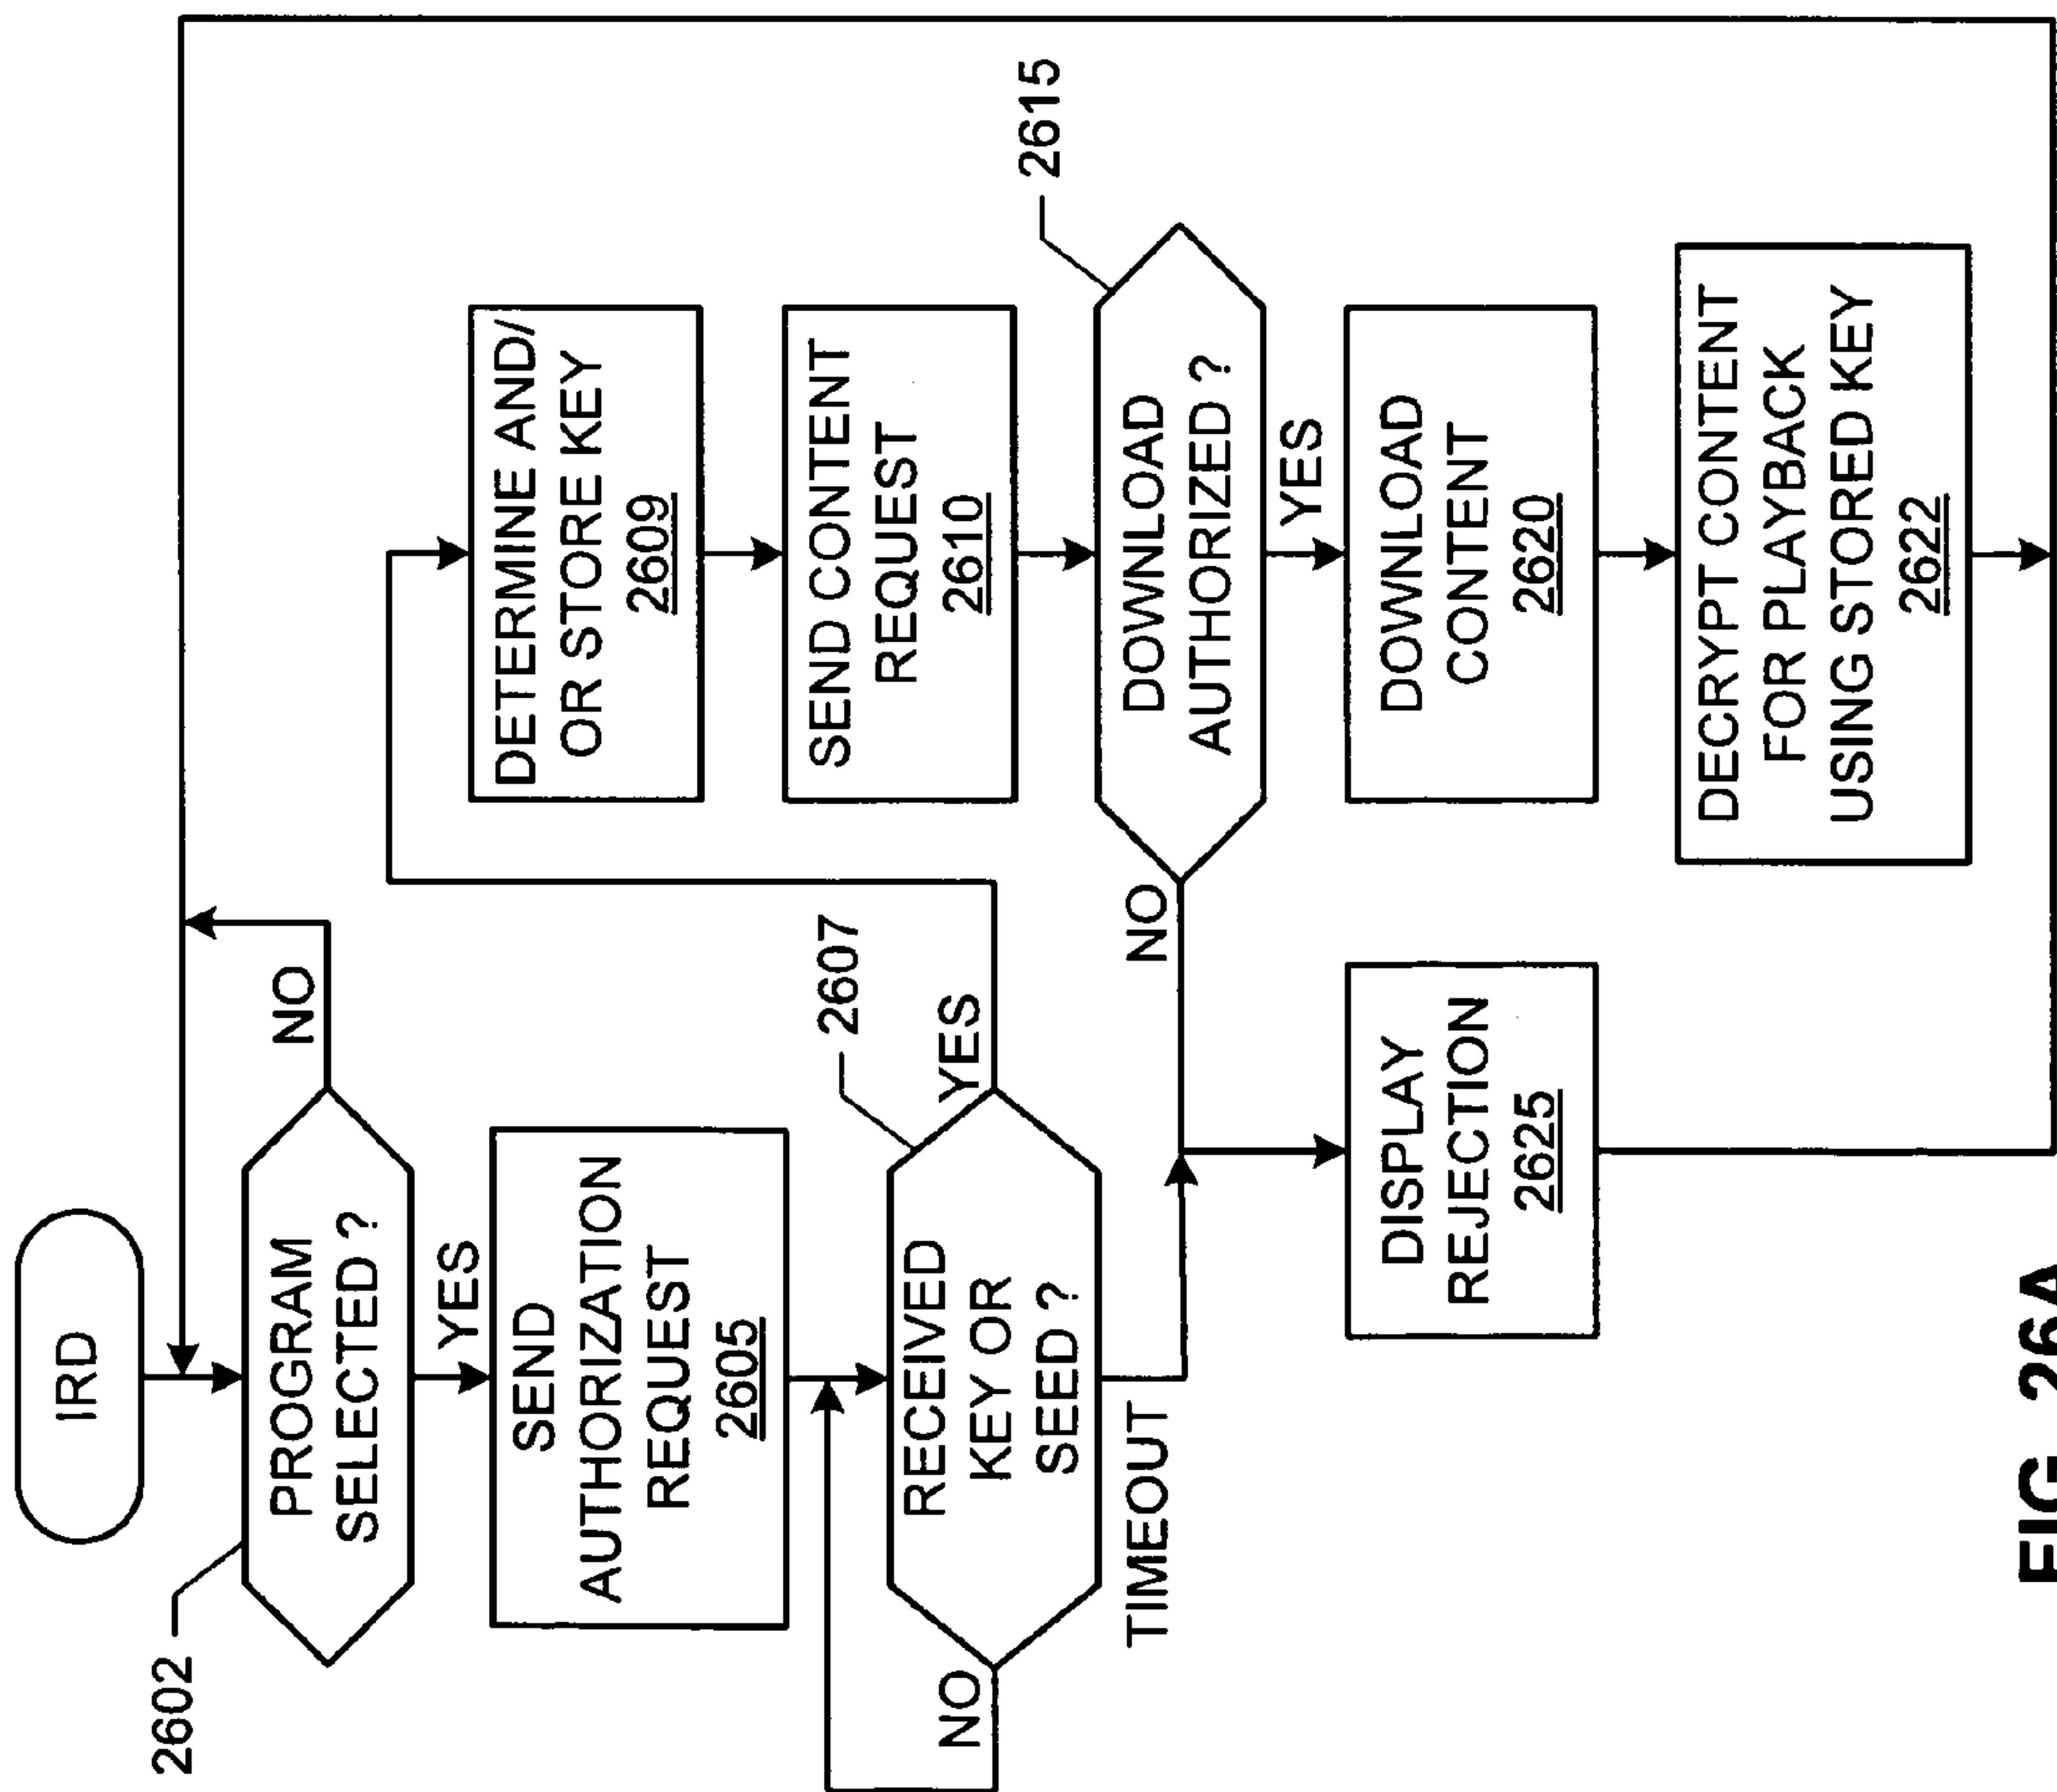 IRD
2602
PROGRAM
SELECTED ?
NO
YES
SEND
AUTHORIZATION
REQUEST
2605
2607
RECEIVED
KEY OR
SEED ?
NO
YES
TIMEOUT
DETERMINE AND/
OR STORE KEY
2609
SEND CONTENT
REQUEST
2610
2615
DOWNLOAD
AUTHORIZED ?
NO
YES
DOWNLOAD
CONTENT
2620
DECRYPT CONTENT
FOR PLAYBACK
USING STORED KEY
2622
DISPLAY
REJECTION
2625
FIG. 26A